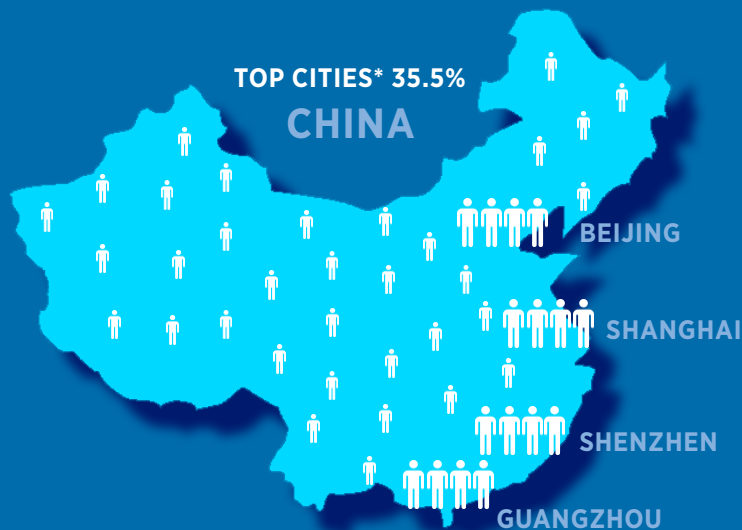 TOP CITIES* 35.5%
CHINA
BEIJING
SHANGHAI
SHENZHEN
GUANGZHOU